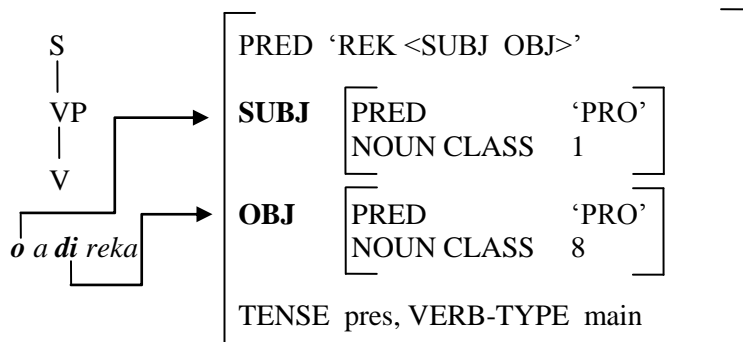 S
VP
V
o a di reka
PRED ‘REK <SUBJ OBJ>’
SUBJ PRED ‘PRO’
NOUN CLASS 1
OBJ PRED ‘PRO’
NOUN CLASS 8
TENSE pres, VERB-TYPE main